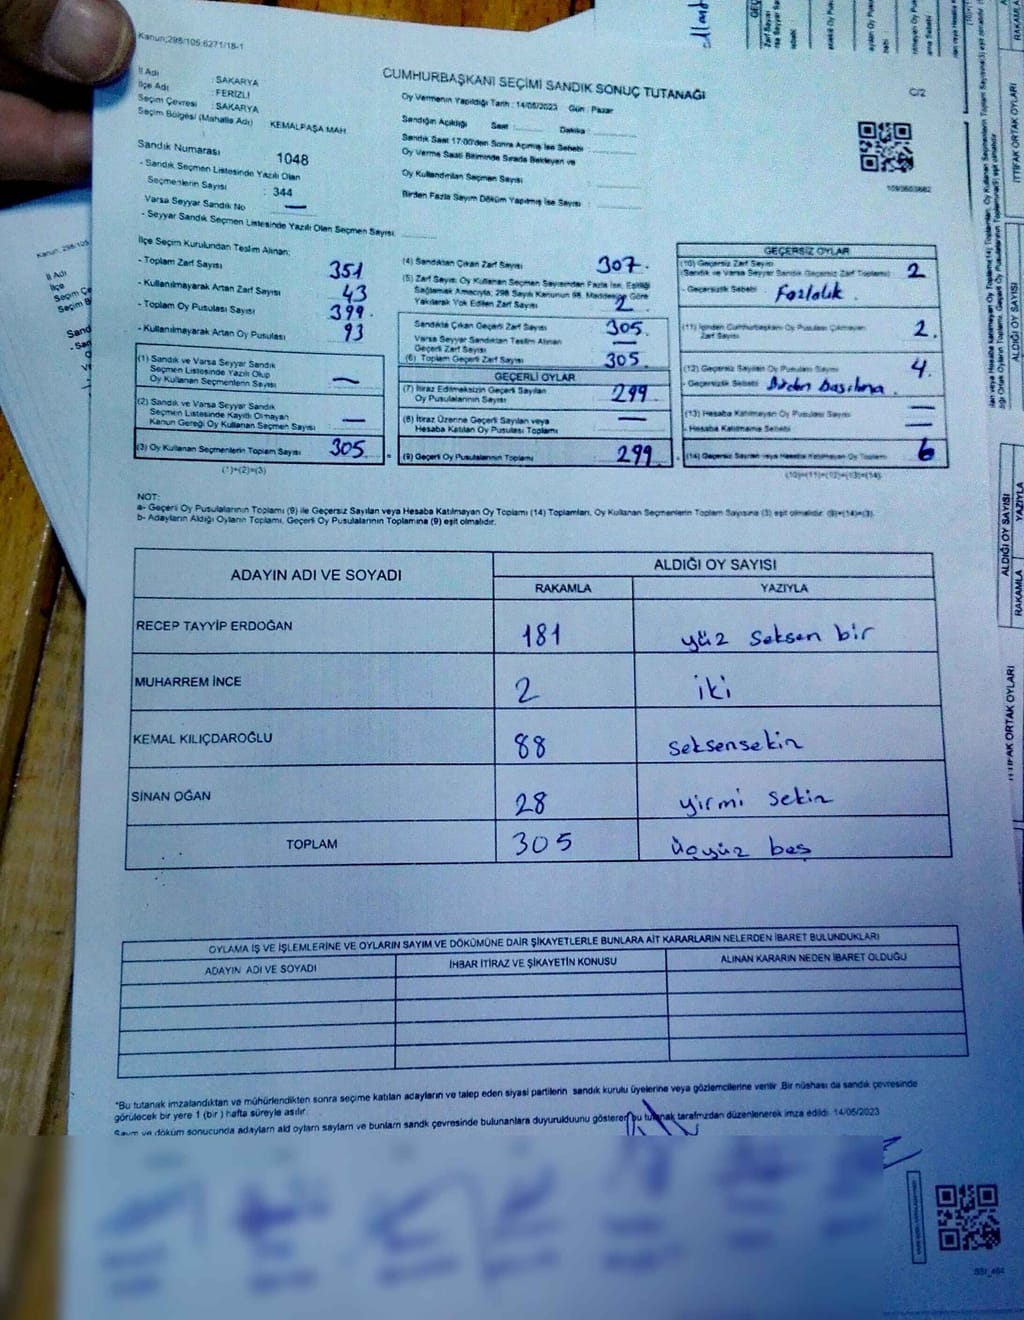 Kanun:298/105,6271/18-1
CUMHURBAŞKANI SEÇİMİ SANDIK SONUÇ TUTANAĞI
C/2
İl Adı : SAKARYA
İlçe Adı : FERİZLİ
Seçim Çevresi : SAKARYA
Seçim Bölgesi (Mahalle Adı) KEMALPAŞA MAH.
Sandık Numarası 1048
- Sandık Seçmen Listesinde Yazılı Olan
Seçmenlerin Sayısı : 344
Varsa Seyyar Sandık No —
- Seyyar Sandık Seçmen Listesinde Yazılı Olan Seçmen Sayısı:
Oy Vermenin Yapıldığı Tarih : 14/05/2023 Gün : Pazar
Sandığın Açıldığı Saat : Dakika :
Sandık Saat 17:00'den Sonra Açılmış İse Sebebi :
Oy Verme Saati Bitiminde Sırada Bekleyen ve
Oy Kullandırılan Seçmen Sayısı :
Birden Fazla Sayım Döküm Yapılmış İse Sayısı :
1090603662
İlçe Seçim Kurulundan Teslim Alınan:
- Toplam Zarf Sayısı 351
- Kullanılmayarak Artan Zarf Sayısı 43
- Toplam Oy Pusulası Sayısı 399.
- Kullanılmayarak Artan Oy Pusulası 93
(1) Sandık ve Varsa Seyyar Sandık
Seçmen Listesinde Yazılı Olup
Oy Kullanan Seçmenlerin Sayısı —
(2) Sandık ve Varsa Seyyar Sandık
Seçmen Listesinde Kayıtlı Olmayan
Kanun Gereği Oy Kullanan Seçmen Sayısı: —
(3) Oy Kullanan Seçmenlerin Toplam Sayısı 305.
(1)+(2)=(3)
(4) Sandıktan Çıkan Zarf Sayısı 307.
(5) Zarf Sayısı Oy Kullanan Seçmen Sayısından Fazla İse, Eşitliği
Sağlamak Amacıyla, 298 Sayılı Kanunun 98. Maddesine Göre
Yakılarak Yok Edilen Zarf Sayısı 2
Sandıkta Çıkan Geçerli Zarf Sayısı 305.
Varsa Seyyar Sandıktan Teslim Alınan
Geçerli Zarf Sayısı —
(6) Toplam Geçerli Zarf Sayısı 305.
GEÇERLİ OYLAR
(7) İtiraz Edilmeksizin Geçerli Sayılan
Oy Pusulalarının Sayısı: 299
(8) İtiraz Üzerine Geçerli Sayılan veya
Hesaba Katılan Oy Pusulası Toplamı —
(9) Geçerli Oy Pusulalarının Toplamı 299
GEÇERSİZ OYLAR
(10) Geçersiz Zarf Sayısı
(Sandık ve Varsa Seyyar Sandık Geçersiz Zarf Toplamı) 2
- Geçersizlik Sebebi : Fazlalık.
(11) İçinden Cumhurbaşkanı Oy Pusulası Çıkmayan
Zarf Sayısı 2.
(12) Geçersiz Sayılan Oy Pusulası Sayısı 4.
- Geçersizlik Sebebi Birden basılma.
(13) Hesaba Katılmayan Oy Pusulası Sayısı —
- Hesaba Katılmama Sebebi —
(14) Geçersiz Sayılan veya Hesaba Katılmayan Oy Toplamı 6
(10)+(11)+(12)+(13)=(14)
NOT:
a- Geçerli Oy Pusulalarının Toplamı (9) ile Geçersiz Sayılan veya Hesaba Katılmayan Oy Toplamı (14) Toplamları, Oy Kullanan Seçmenlerin Toplam Sayısına (3) eşit olmalıdır. (9)+(14)=(3).
b- Adayların Aldığı Oyların Toplamı, Geçerli Oy Pusulalarının Toplamına (9) eşit olmalıdır.
ADAYIN ADI VE SOYADI ALDIĞI OY SAYISI
RAKAMLA YAZIYLA
RECEP TAYYİP ERDOĞAN 181 yüz seksen bir
MUHARREM İNCE 2 iki
KEMAL KILIÇDAROĞLU 88 seksensekiz
SİNAN OĞAN 28 yirmi sekiz
TOPLAM 305 üçyüz beş
OYLAMA İŞ VE İŞLEMLERİNE VE OYLARIN SAYIM VE DÖKÜMÜNE DAİR ŞİKAYETLERLE BUNLARA AİT KARARLARIN NELERDEN İBARET BULUNDUKLARI
ADAYIN ADI VE SOYADI İHBAR İTİRAZ VE ŞİKAYETİN KONUSU ALINAN KARARIN NEDEN İBARET OLDUĞU
"Bu tutanak imzalandıktan ve mühürlendikten sonra seçime katılan adayların ve talep eden siyasi partilerin sandık kurulu üyelerine veya gözlemcilerine verilir. Bir nüshası da sandık çevresinde
görülecek bir yere 1 (bir) hafta süreyle asılır.
Sayım ve döküm sonucunda adayların ald oyların sayların ve bunların sandk çevresinde bulunanlara duyurulduunu gösteren bu tutanak tarafmzdan düzenlenerek imza edildi. 14/05/2023